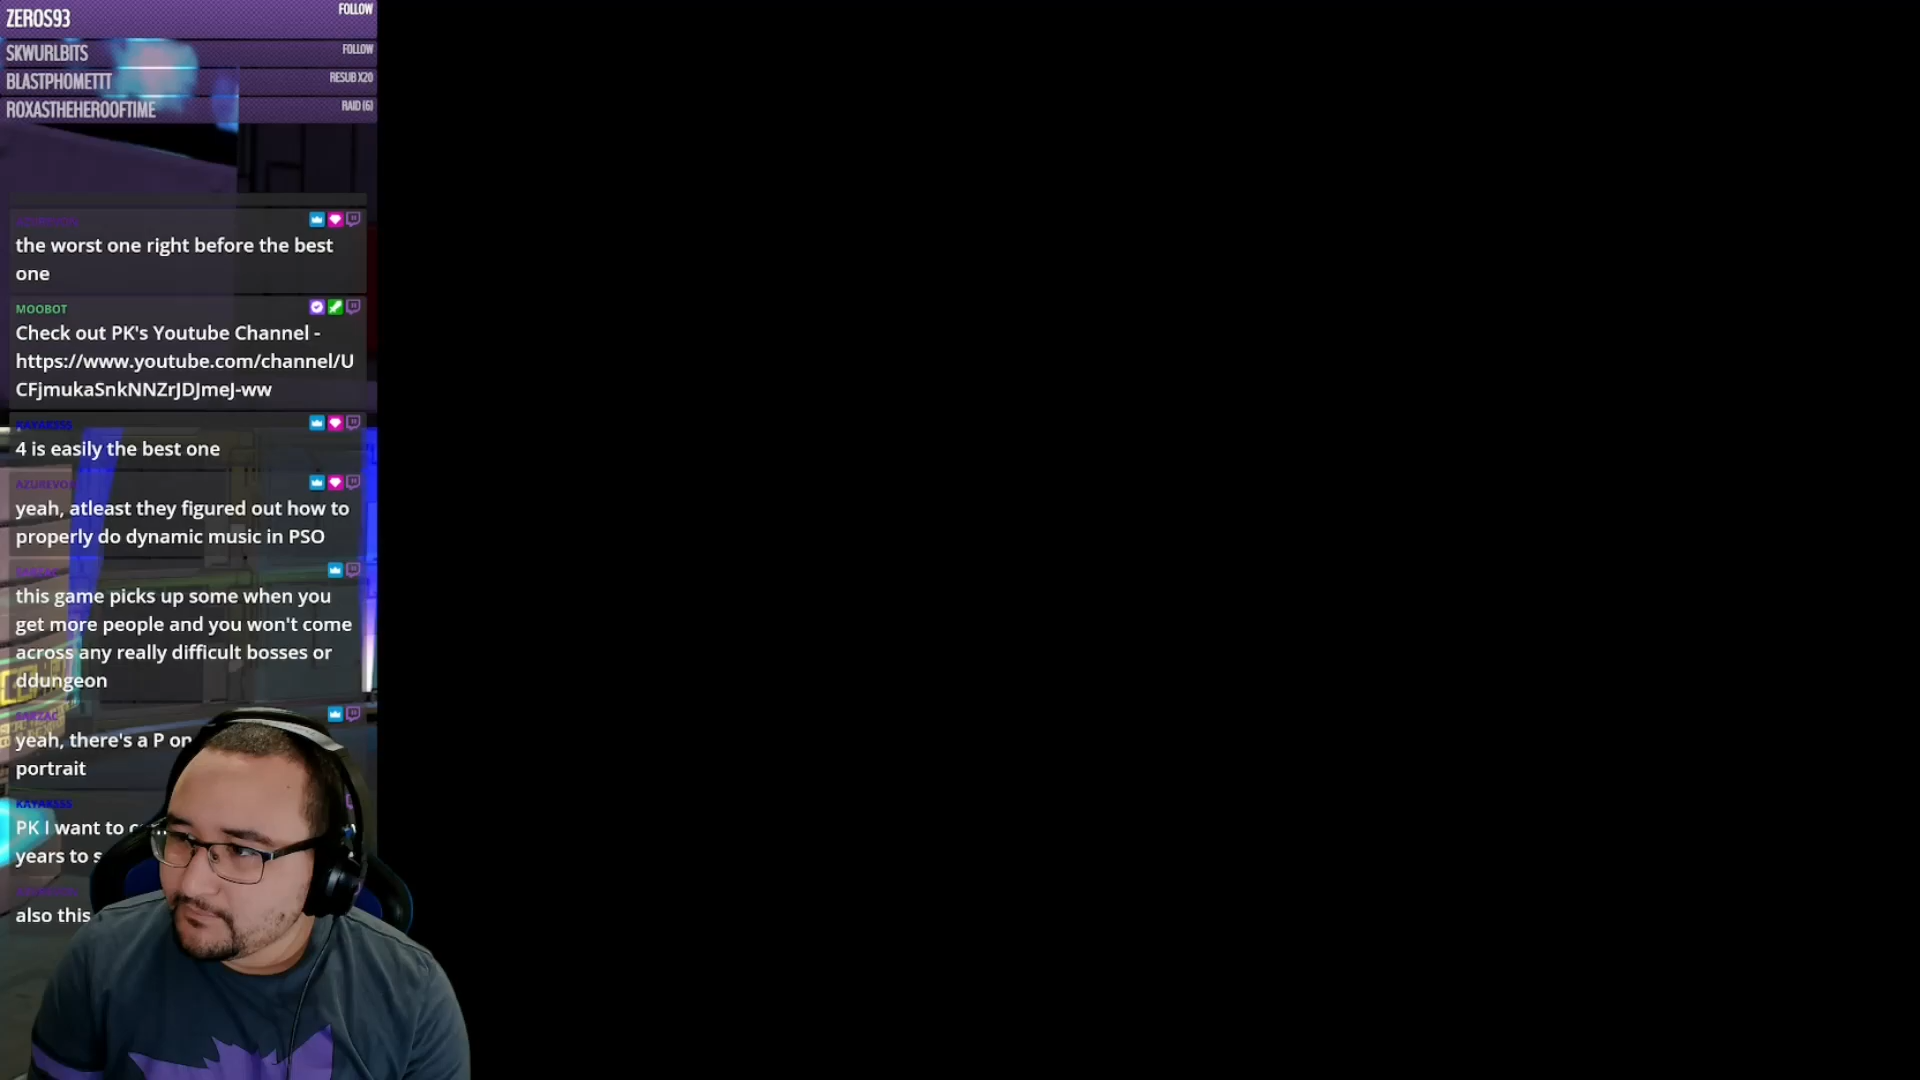 ZEROS93 FOLLOW
SKWURLBITS FOLLOW
BLASTPHOMETTT RESUB X20
ROXASTHEHEROOFTIME RAID (6)
the worst one right before the best
one
MOOBOT
Check out PK's Youtube Channel -
https://www.youtube.com/channel/U
CFjmukaSnkNNZrJDJmeJ-ww
KAYAKSSS
4 is easily the best one
yeah, atleast they figured out how to
properly do dynamic music in PSO
this game picks up some when you
get more people and you won't come
across any really difficult bosses or
ddungeon
yeah, there's a P on
portrait
KAYAKSSS
PK I want to
years to
also this